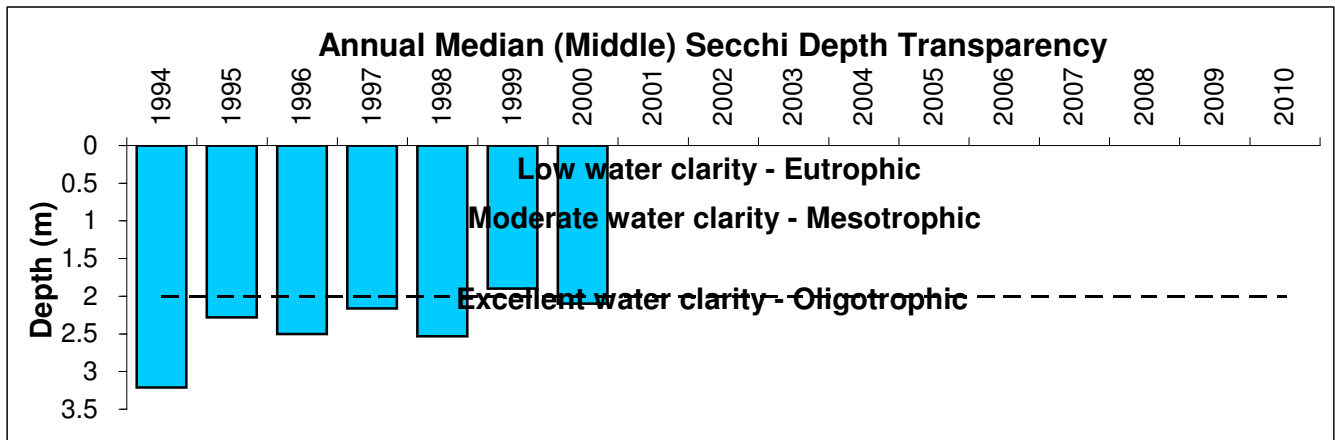 Annual Median (Middle) Secchi Depth Transparency
1994 1995 1996 1997 1998 1999 2000 2001 2002 2003 2004 2005 2006 2007 2008 2009 2010
Depth (m)
0
0.5
1
1.5
2
2.5
3
3.5
Low water clarity - Eutrophic
Moderate water clarity - Mesotrophic
Excellent water clarity - Oligotrophic